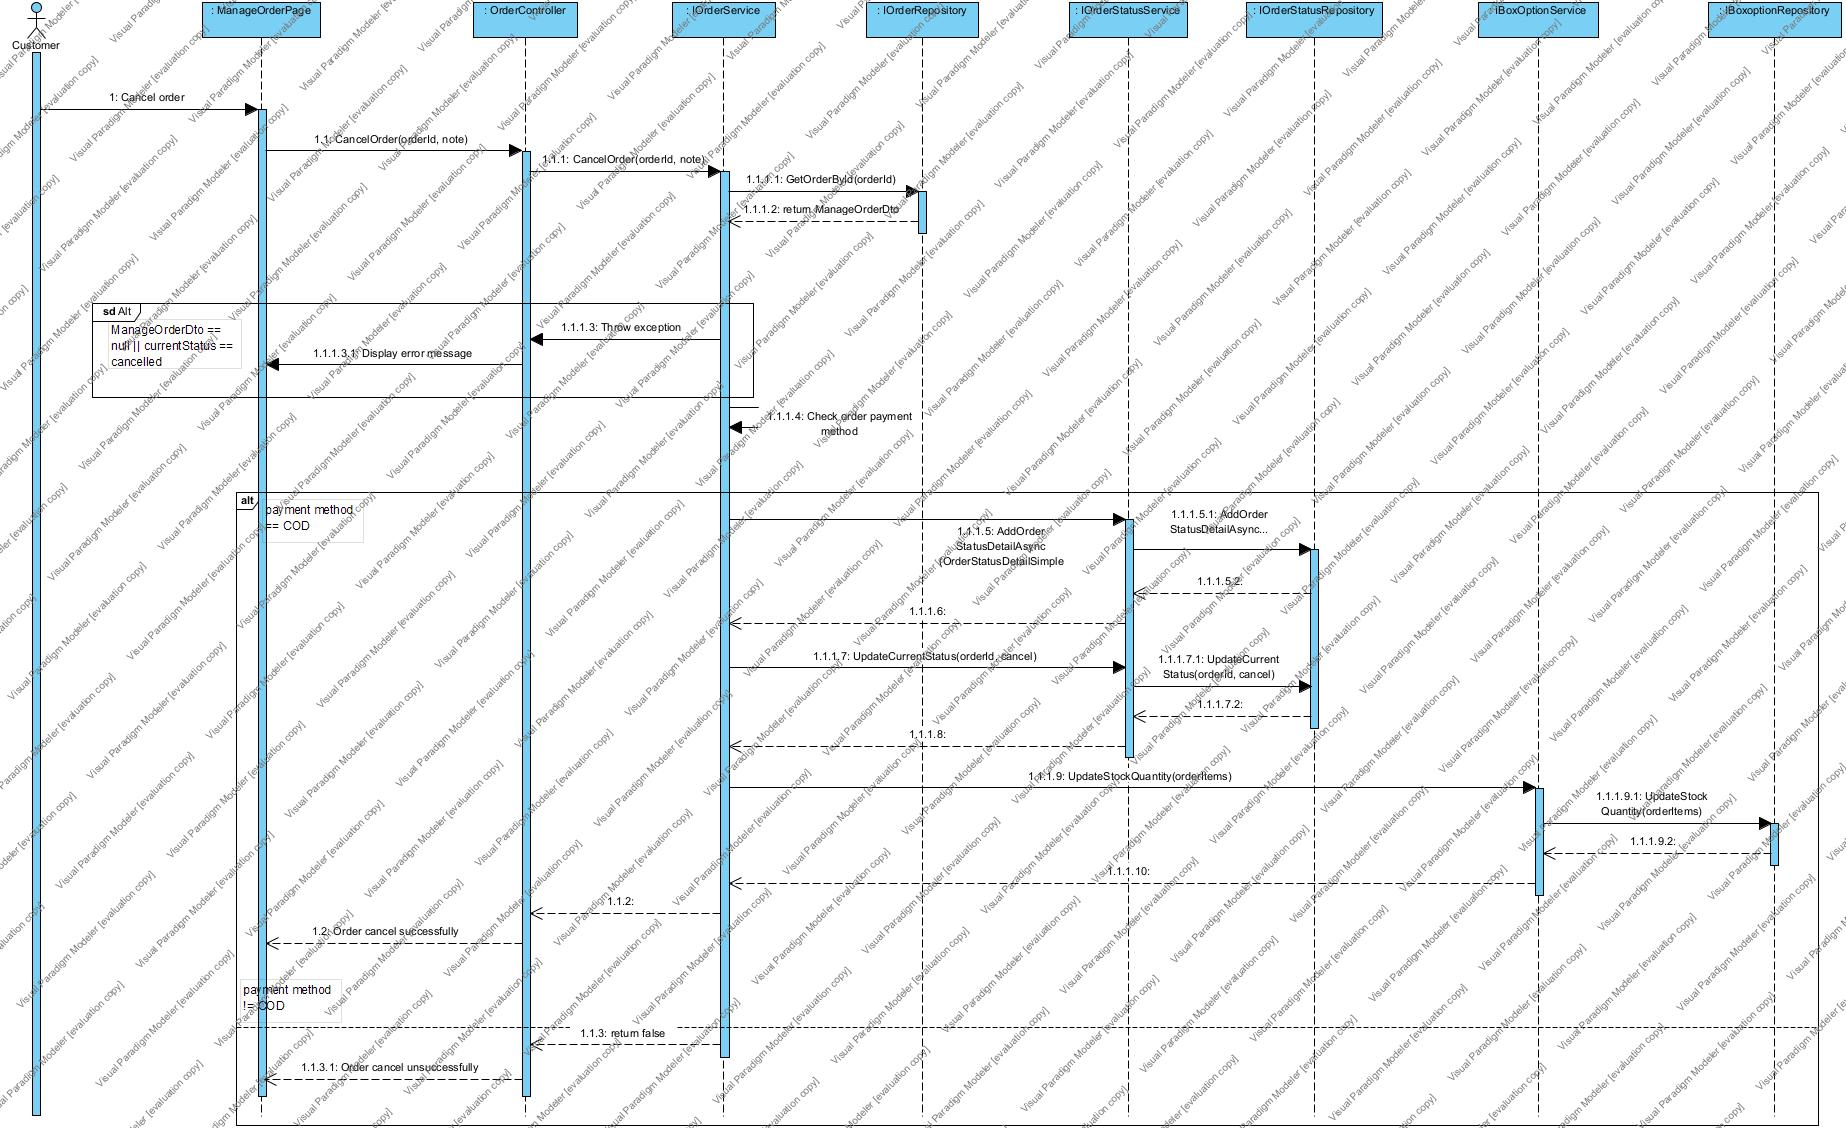 : ManageOrderPage
: OrderController
: IOrderService
: IOrderRepository
: IOrderStatusService
: IOrderStatusRepository
: iBoxOptionService
: IBoxoptionRepository
Customer
1: Cancel order
1.1: CancelOrder(orderId, note)
1.1.1: CancelOrder(orderId, note)
1.1.1.1: GetOrderById(orderId)
1.1.1.2: return ManageOrderDto
sd Alt
ManageOrderDto ==
null || currentStatus ==
cancelled
1.1.1.3: Throw exception
1.1.1.3.1: Display error message
1.1.1.4: Check order payment
method
alt
payment method
== COD
1.1.1.5: AddOrder
StatusDetailAsync
(OrderStatusDetailSimple
1.1.1.5.1: AddOrder
StatusDetailAsync...
1.1.1.5.2:
1.1.1.6:
1.1.1.7: UpdateCurrentStatus(orderId, cancel)
1.1.1.7.1: UpdateCurrent
Status(orderId, cancel)
1.1.1.7.2:
1.1.1.8:
1.1.1.9: UpdateStockQuantity(orderItems)
1.1.1.9.1: UpdateStock
Quantity(orderItems)
1.1.1.9.2:
1.1.1.10:
1.1.2:
1.2: Order cancel successfully
payment method
!= COD
1.1.3: return false
1.1.3.1: Order cancel unsuccessfully
Visual Paradigm Modeler [evaluation copy]